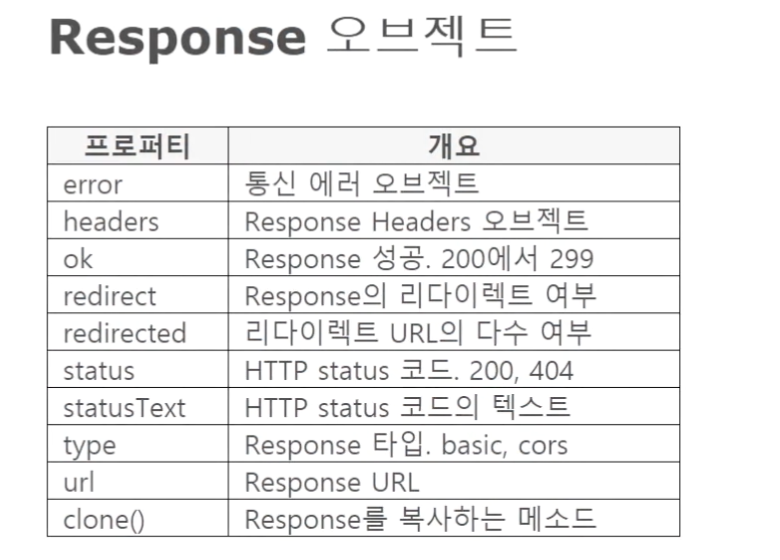 Response 오브젝트
프로퍼티 개요
error 통신 에러 오브젝트
headers Response Headers 오브젝트
ok Response 성공. 200에서 299
redirect Response의 리다이렉트 여부
redirected 리다이렉트 URL의 다수 여부
status HTTP status 코드. 200, 404
statusText HTTP status 코드의 텍스트
type Response 타입. basic, cors
url Response URL
clone() Response를 복사하는 메소드